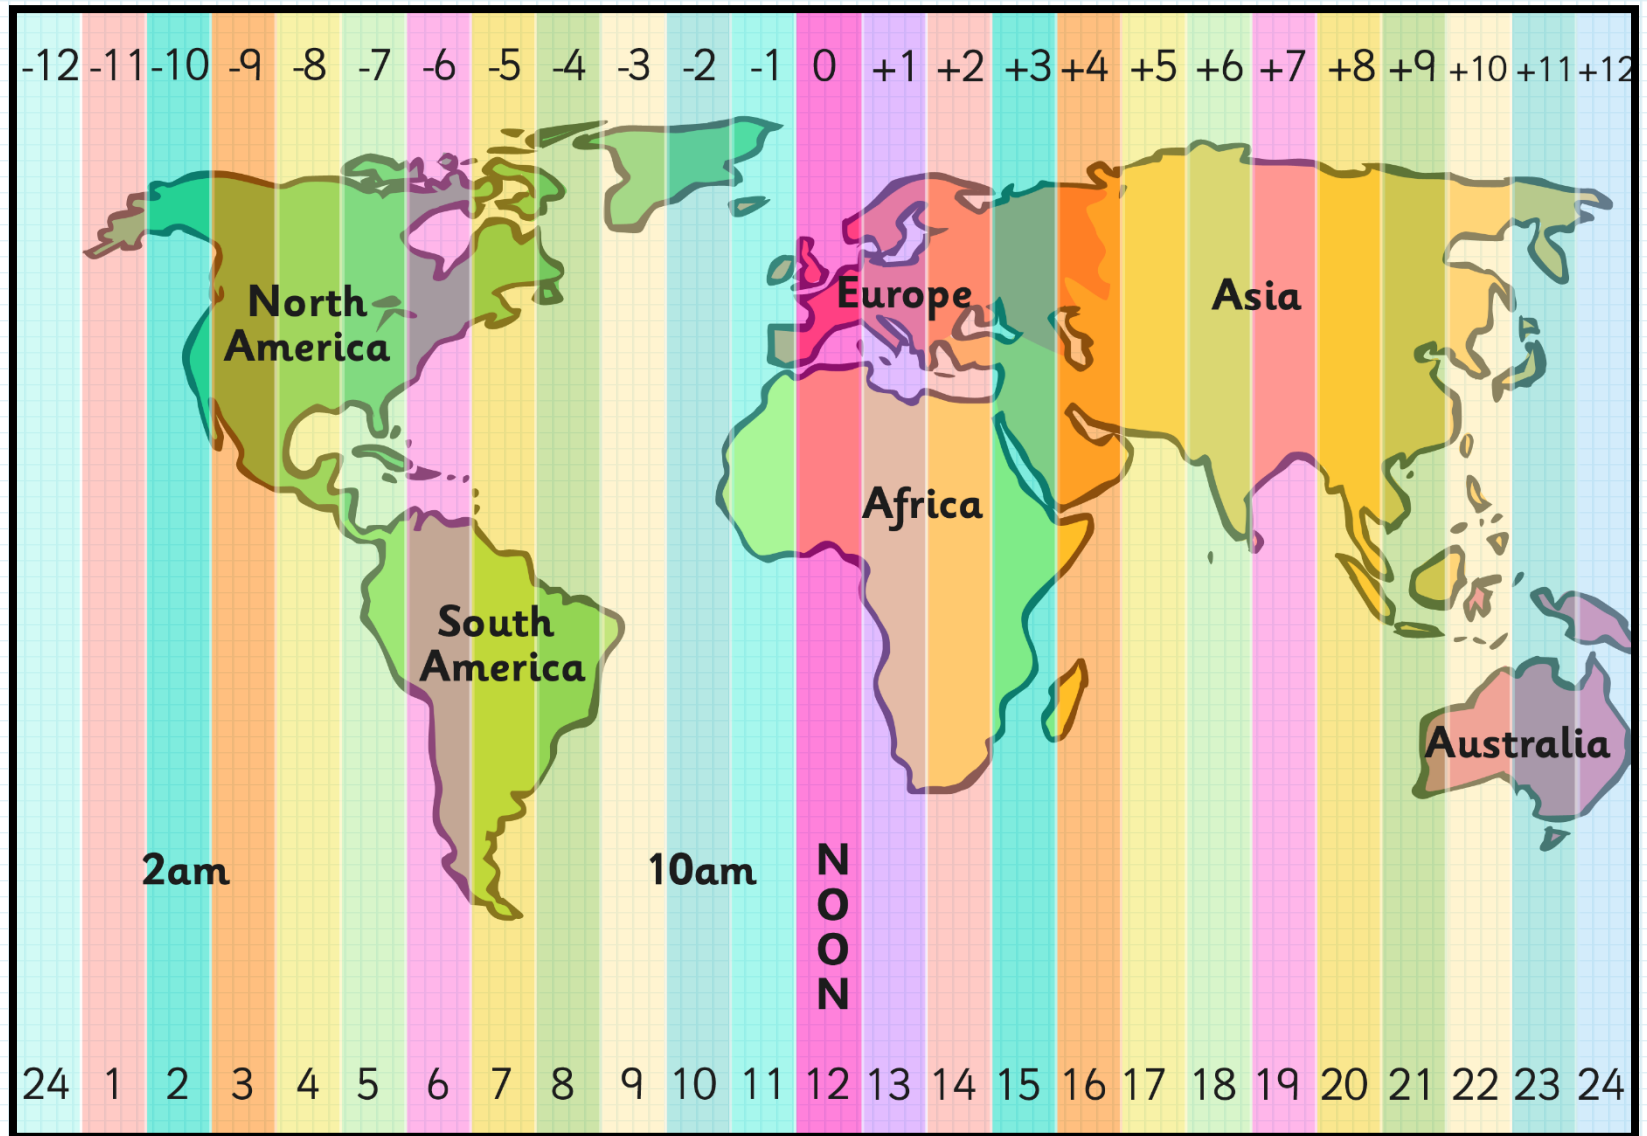 -12 -11 -10 -9 -8 -7 -6 -5 -4 -3 -2 -1 0 +1 +2 +3 +4 +5 +6 +7 +8 +9 +10 +11 +12
North
America
Europe
Asia
Africa
South
America
Australia
2am
10am
N
O
O
N
24 1 2 3 4 5 6 7 8 9 10 11 12 13 14 15 16 17 18 19 20 21 22 23 24